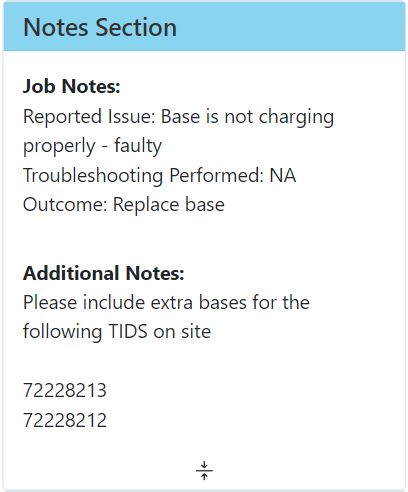 Notes Section
Job Notes:
Reported Issue: Base is not charging
properly - faulty
Troubleshooting Performed: NA
Outcome: Replace base
Additional Notes:
Please include extra bases for the
following TIDS on site
72228213
72228212